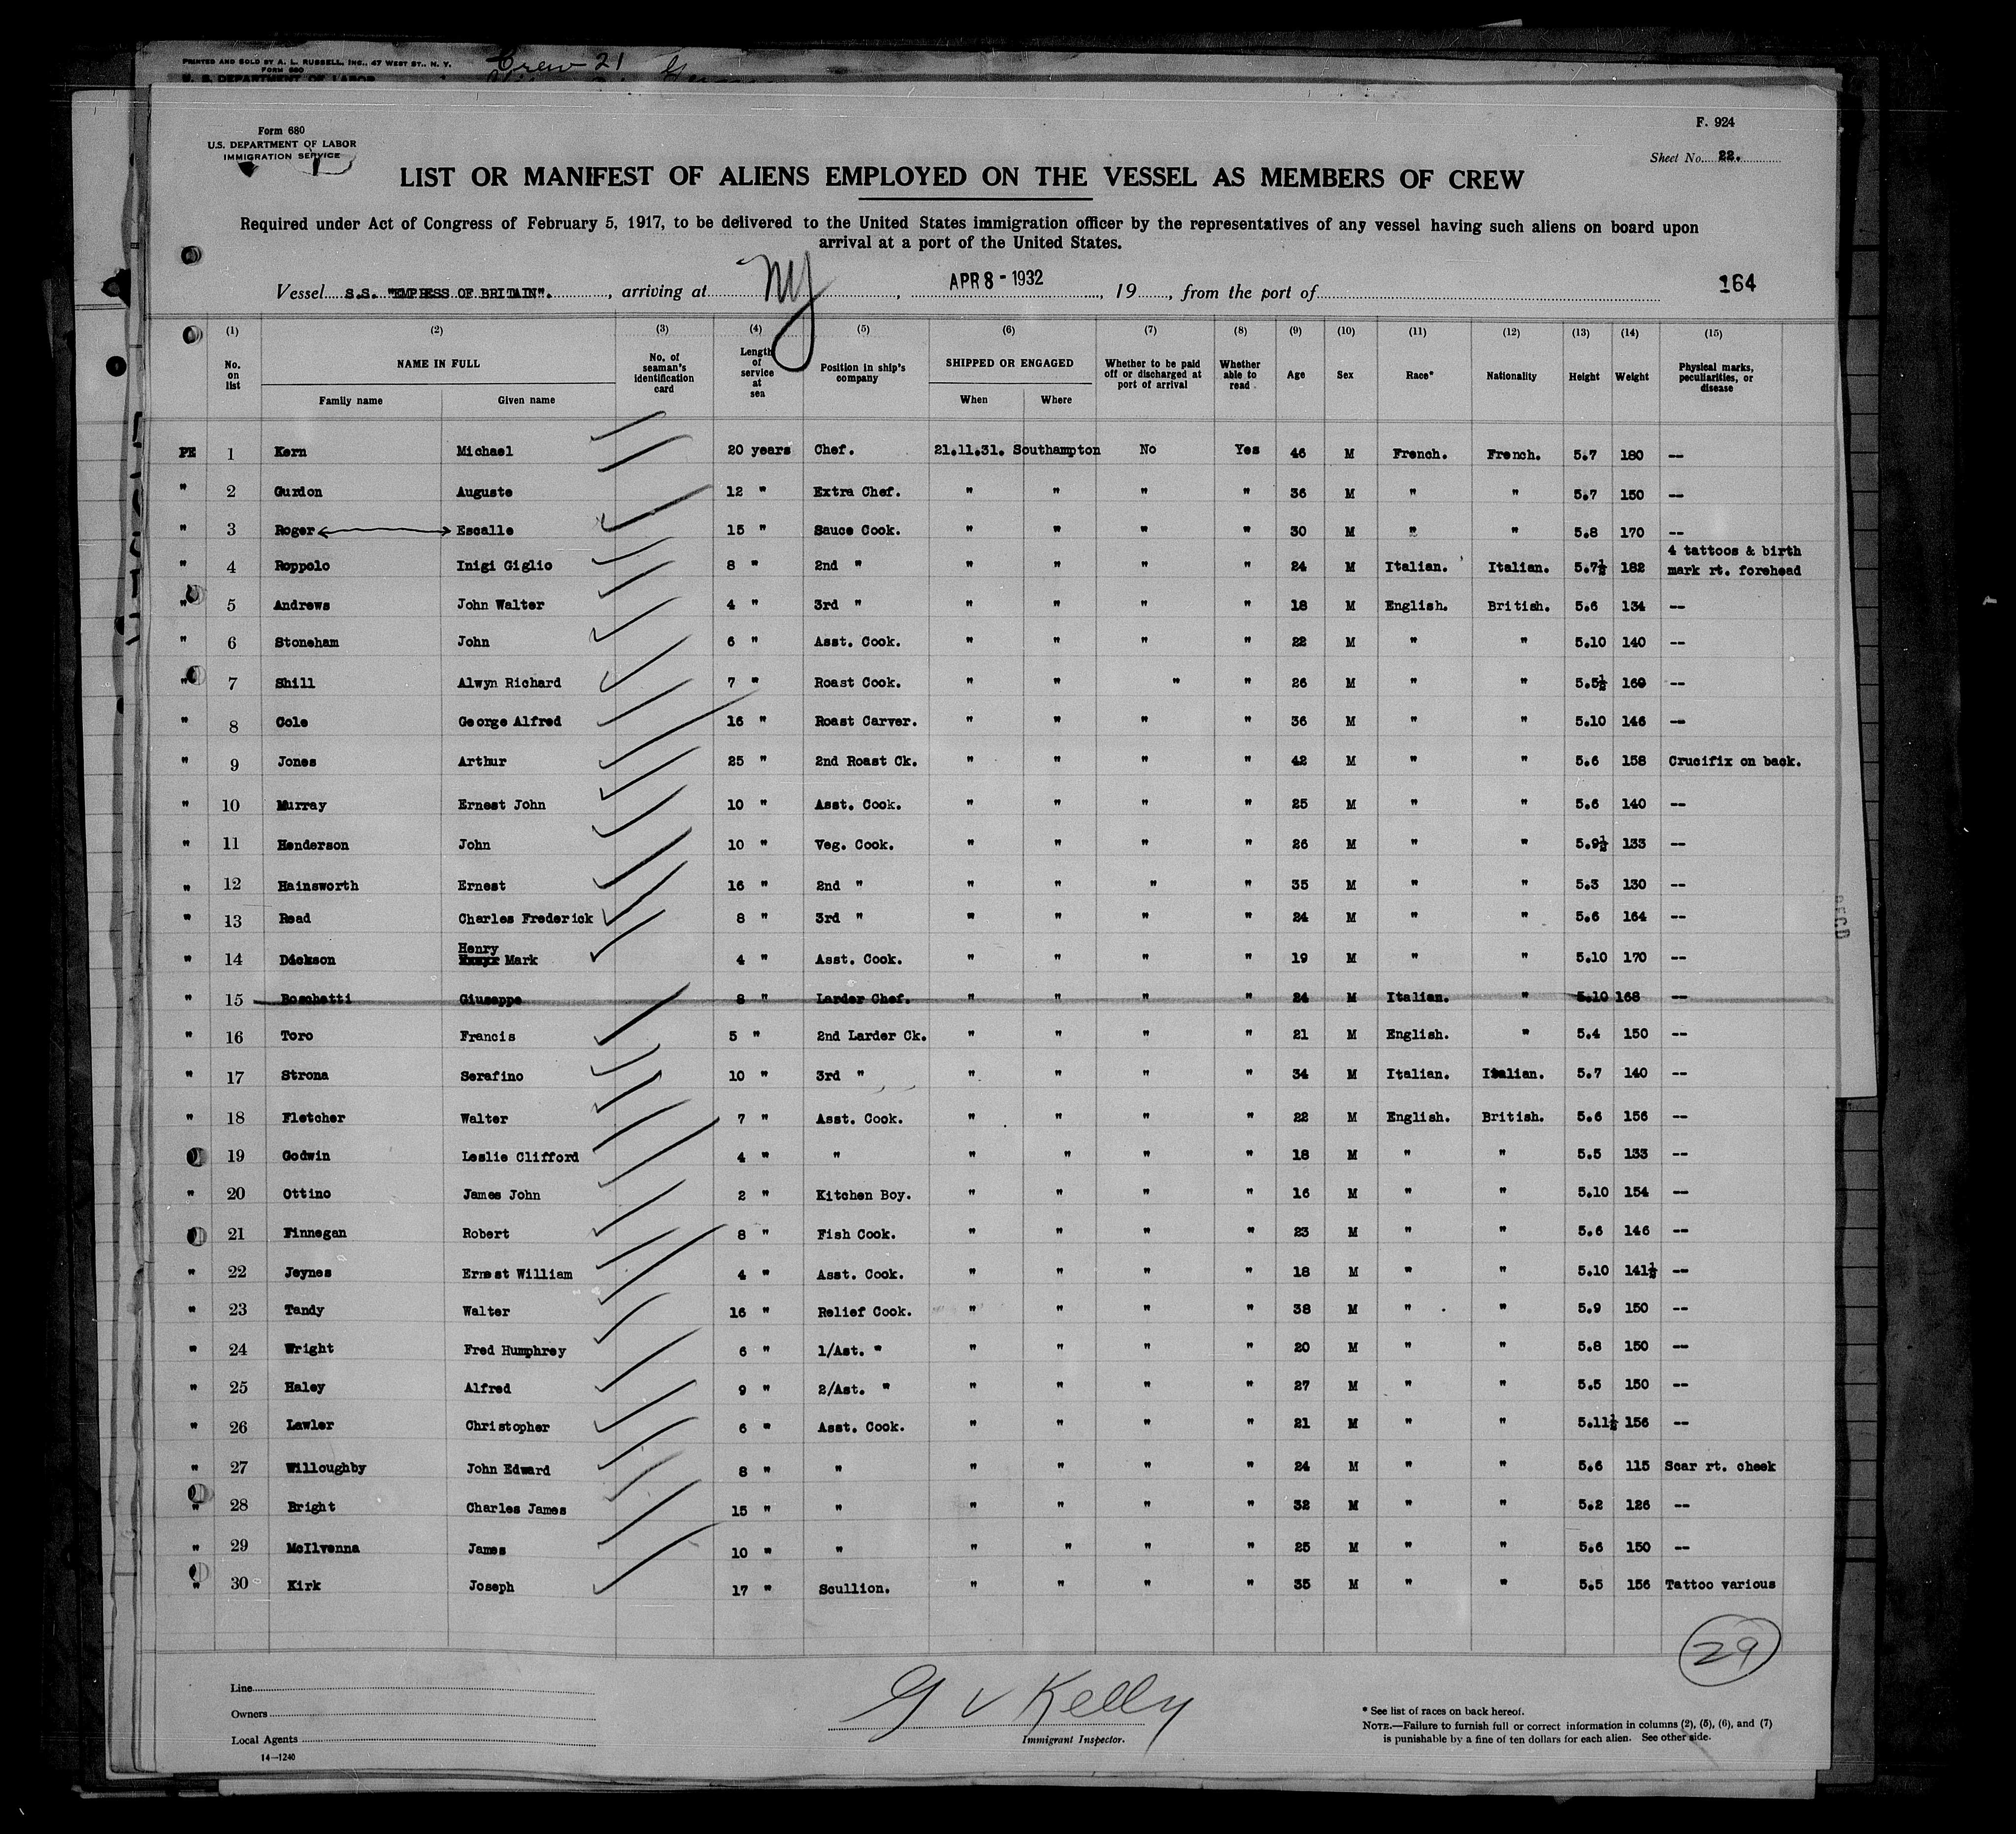 PRINTED AND SOLD BY A. L. RUSSELL, INC., 47 WEST ST., N. Y.
FORM 680
U. S. DEPARTMENT OF LABOR
Crew 21
Form 680
U.S. DEPARTMENT OF LABOR
IMMIGRATION SERVICE
F. 924
Sheet No. 22.
LIST OR MANIFEST OF ALIENS EMPLOYED ON THE VESSEL AS MEMBERS OF CREW
Required under Act of Congress of February 5, 1917, to be delivered to the United States immigration officer by the representatives of any vessel having such aliens on board upon
arrival at a port of the United States.
Vessel S.S. "EMPRESS OF BRITAIN"., arriving at NY, APR 8 - 1932, 19, from the port of 164
(1) (2) (3) (4) (5) (6) (7) (8) (9) (10) (11) (12) (13) (14) (15)
No. on list NAME IN FULL Family name Given name No. of seaman's identification card Length of service at sea Position in ship's company SHIPPED OR ENGAGED When Where Whether to be paid off or discharged at port of arrival Whether able to read Age Sex Race* Nationality Height Weight Physical marks, peculiarities, or disease
PE 1 Kern Michael 20 years Chef. 21.11.31. Southampton No Yes 46 M French. French. 5.7 180 --
" 2 Gurdon Auguste 12 " Extra Chef. " " " " 36 M " " 5.7 150 --
" 3 Roger Escalle 15 " Sauce Cook. " " " " 30 M " " 5.8 170 --
" 4 Roppolo Inigi Giglio 8 " 2nd " " " " " 24 M Italian. Italian. 5.7½ 182 4 tattoos & birth mark rt. forehead
" 5 Andrews John Walter 4 " 3rd " " " " " 18 M English. British. 5.6 134 --
" 6 Stoneham John 6 " Asst. Cook. " " " " 22 M " " 5.10 140 --
" 7 Shill Alwyn Richard 7 " Roast Cook. " " " " 26 M " " 5.5½ 160 --
" 8 Cole George Alfred 16 " Roast Carver. " " " " 36 M " " 5.10 146 --
" 9 Jones Arthur 25 " 2nd Roast Ck. " " " " 42 M " " 5.6 158 Crucifix on back.
" 10 Murray Ernest John 10 " Asst. Cook. " " " " 25 M " " 5.6 140 --
" 11 Henderson John 10 " Veg. Cook. " " " " 26 M " " 5.9½ 133 --
" 12 Hainsworth Ernest 16 " 2nd " " " " " 35 M " " 5.3 130 --
" 13 Read Charles Frederick 8 " 3rd " " " " " 24 M " " 5.6 164 --
" 14 Dickson Henry Mark 4 " Asst. Cook. " " " " 19 M " " 5.10 170 --
" 15 Boschetti Giuseppe 8 " Larder Chef. " " " " 24 M Italian. " 5.10 168 --
" 16 Toro Francis 5 " 2nd Larder Ck. " " " " 21 M English. " 5.4 150 --
" 17 Strona Serafino 10 " 3rd " " " " " 34 M Italian. Italian. 5.7 140 --
" 18 Fletcher Walter 7 " Asst. Cook. " " " " 22 M English. British. 5.6 156 --
19 Godwin Leslie Clifford 4 " " " " " " 18 M " " 5.5 133 --
" 20 Ottino James John 2 " Kitchen Boy. " " " " 16 M " " 5.10 154 --
21 Finnegan Robert 8 " Fish Cook. " " " " 23 M " " 5.6 146 --
" 22 Jeynes Ernest William 4 " Asst. Cook. " " " " 18 M " " 5.10 141½ --
" 23 Tandy Walter 16 " Relief Cook. " " " " 38 M " " 5.9 150 --
" 24 Wright Fred Humphrey 6 " 1/Ast. " " " " " 20 M " " 5.8 150 --
" 25 Haley Alfred 9 " 2/Ast. " " " " " 27 M " " 5.5 150 --
" 26 Lawler Christopher 6 " Asst. Cook. " " " " 21 M " " 5.11½ 156 --
" 27 Willoughby John Edward 8 " " " " " " 24 M " " 5.6 115 Scar rt. cheek
" 28 Bright Charles James 15 " " " " " " 32 M " " 5.2 126 --
" 29 McIlvenna James 10 " " " " " " 25 M " " 5.6 150 --
" 30 Kirk Joseph 17 " Scullion. " " " " 35 M " " 5.5 156 Tattoo various
29
Line
Owners
Local Agents
14—1240
G V Kelly
Immigrant Inspector.
* See list of races on back hereof.
NOTE.—Failure to furnish full or correct information in columns (2), (5), (6), and (7)
is punishable by a fine of ten dollars for each alien. See other side.